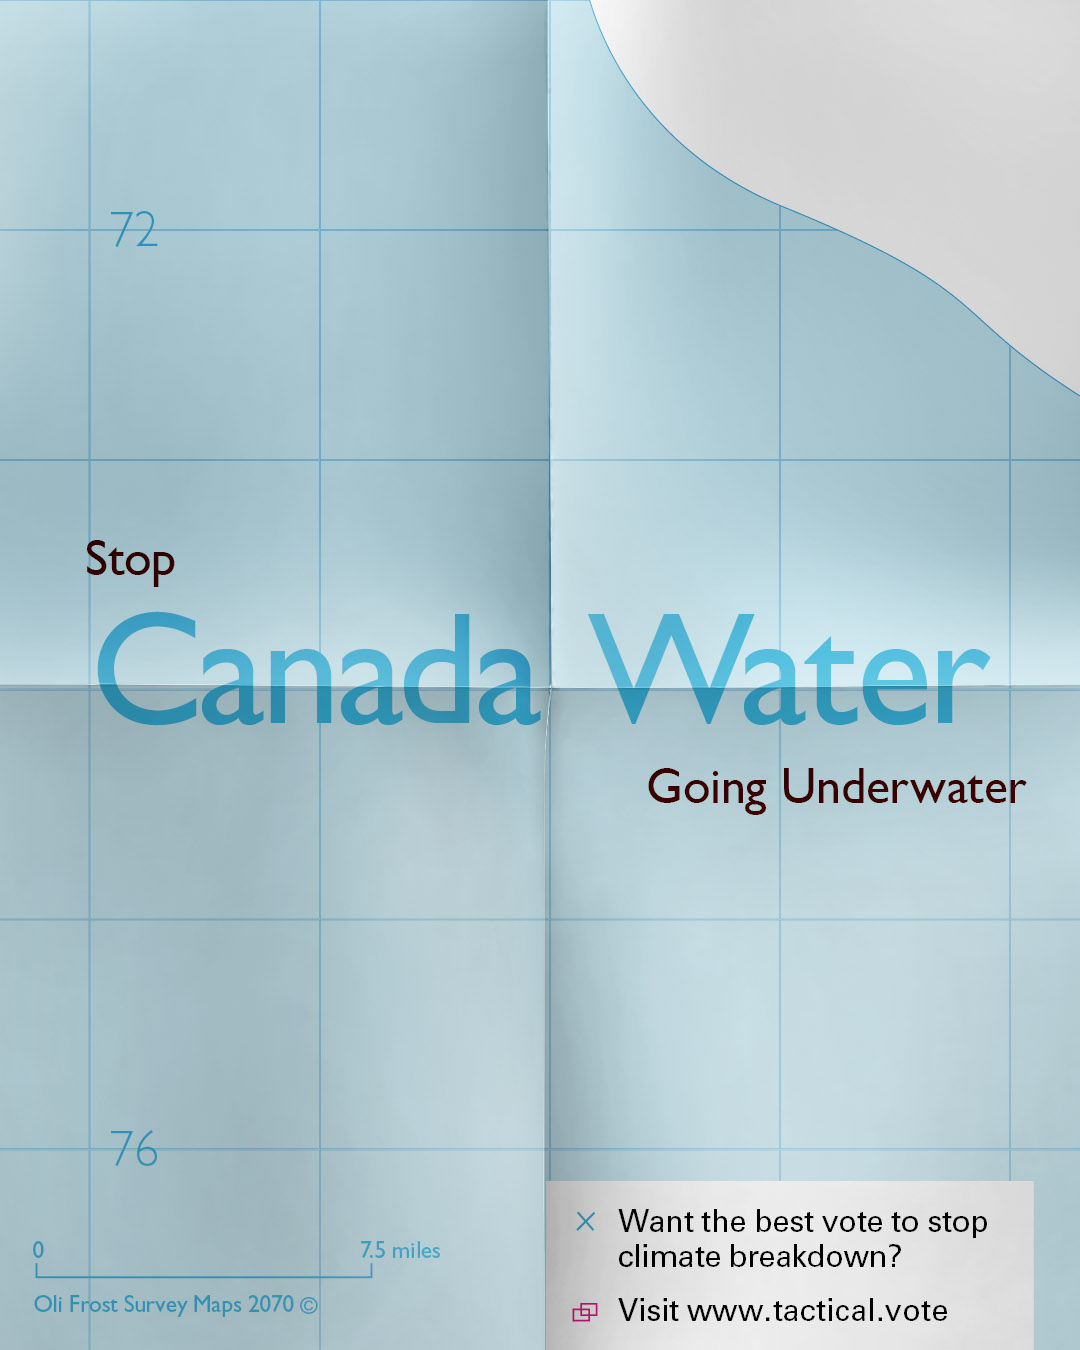 72
Stop
Canada Water
Going Underwater
76
0 7.5 miles
Oli Frost Survey Maps 2070 ©
Want the best vote to stop
climate breakdown?
Visit www.tactical.vote